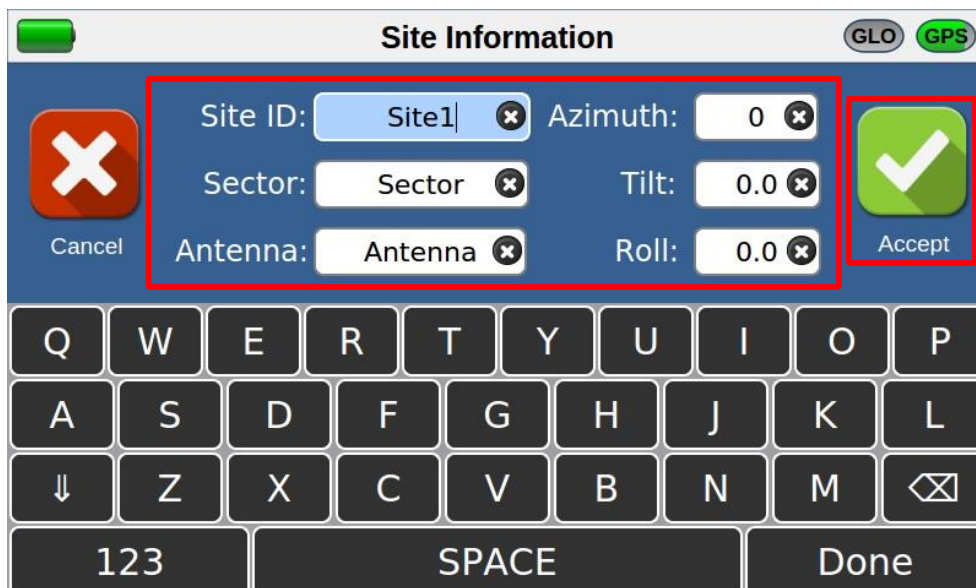 Site Information
GLO GPS
Site ID: Site1 Azimuth: 0
Sector: Sector Tilt: 0.0
Antenna: Antenna Roll: 0.0
Cancel
Accept
Q W E R T Y U I O P
A S D F G H J K L
⇓ Z X C V B N M ⌫
123 SPACE Done